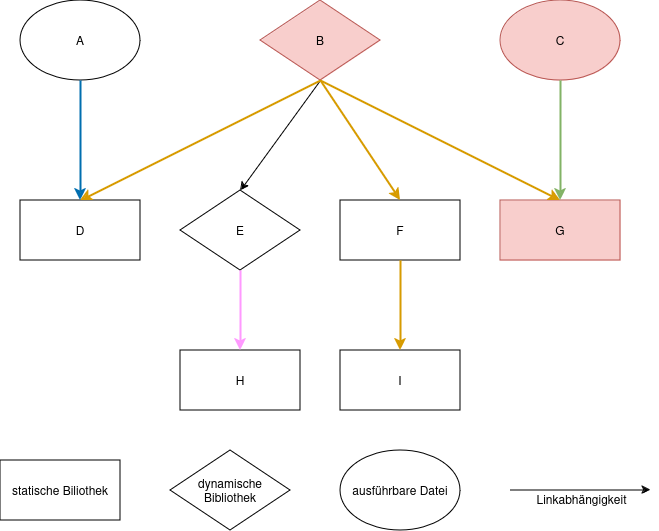 A
B
C
D
E
F
G
H
I
statische Biliothek
dynamische
Bibliothek
ausführbare Datei
Linkabhängigkeit